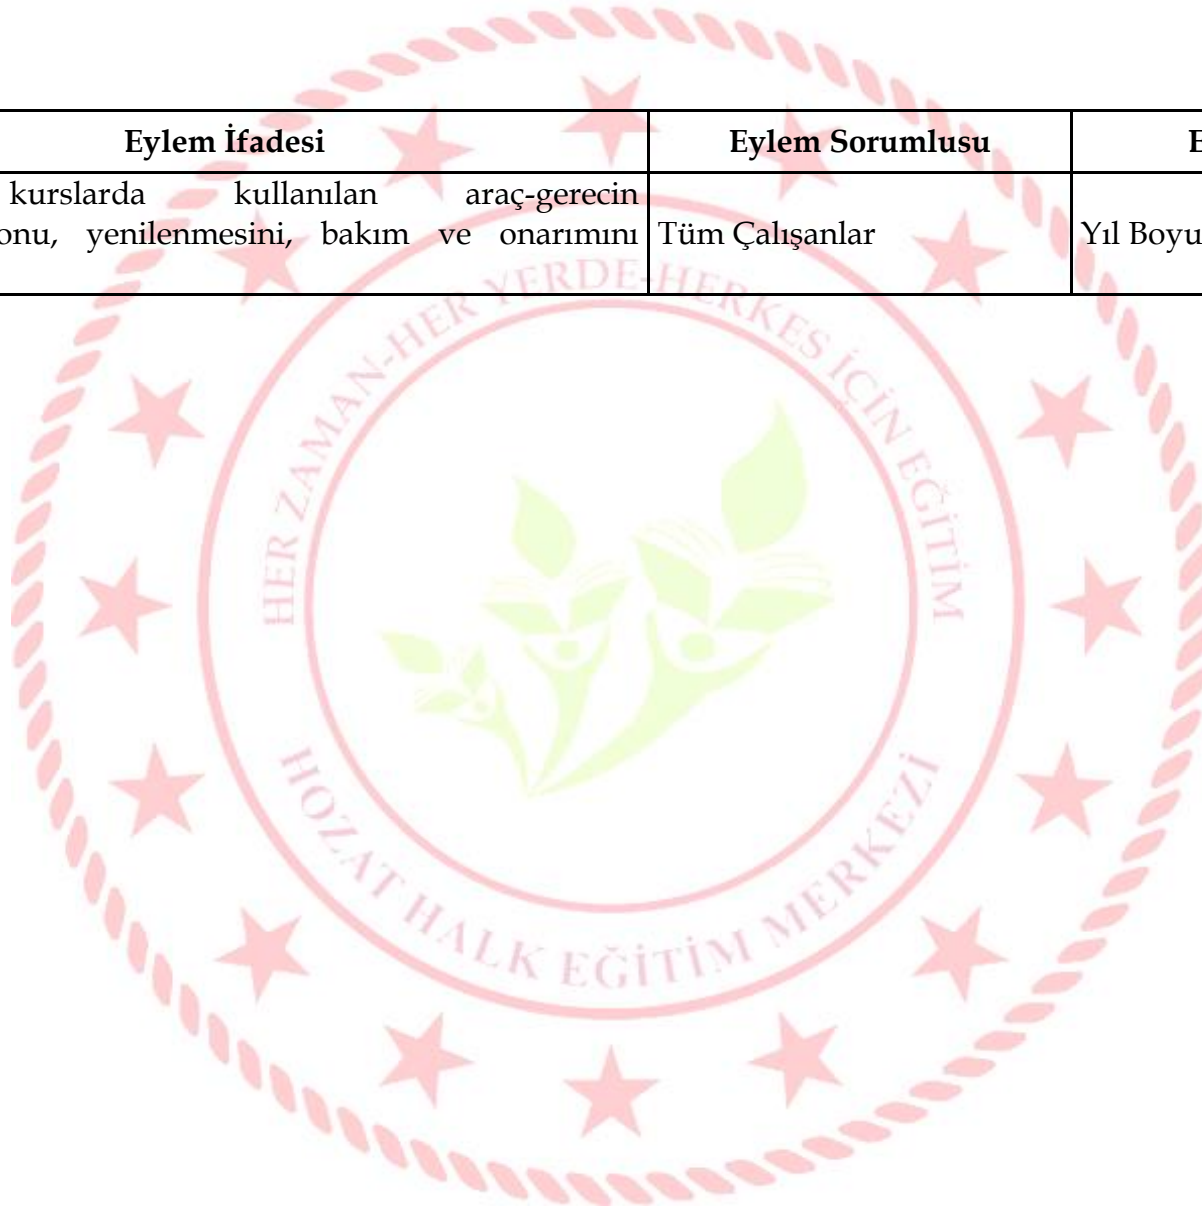 Eylem İfadesi Eylem Sorumlusu E
kurslarda kullanılan araç-gerecin
onu, yenilenmesini, bakım ve onarımını Tüm Çalışanlar Yıl Boyu
HER ZAMAN-HER YERDE-HERKES İÇİN EĞİTİM
HOZAT HALK EĞİTİM MERKEZİ